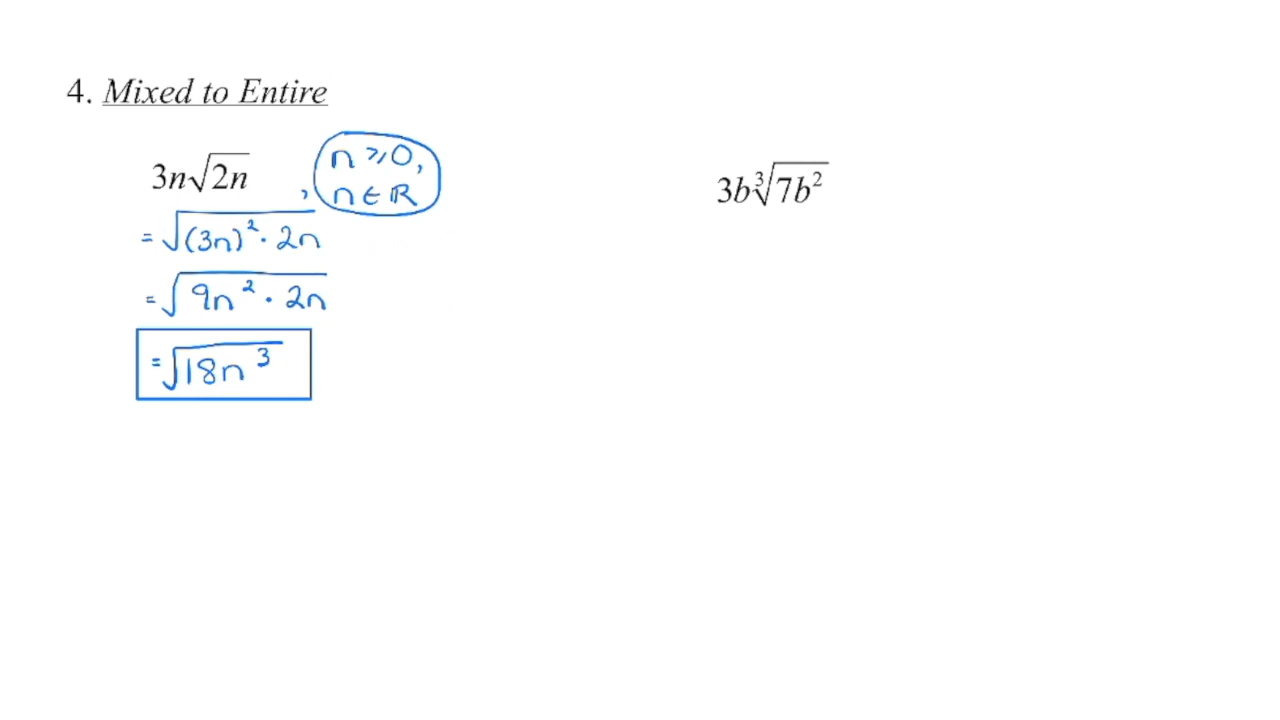 4. Mixed to Entire
3n√2n , n ⩾ 0,
n ∈ ℝ
= √(3n)² · 2n
= √9n² · 2n
= √18n³
3b∛7b²